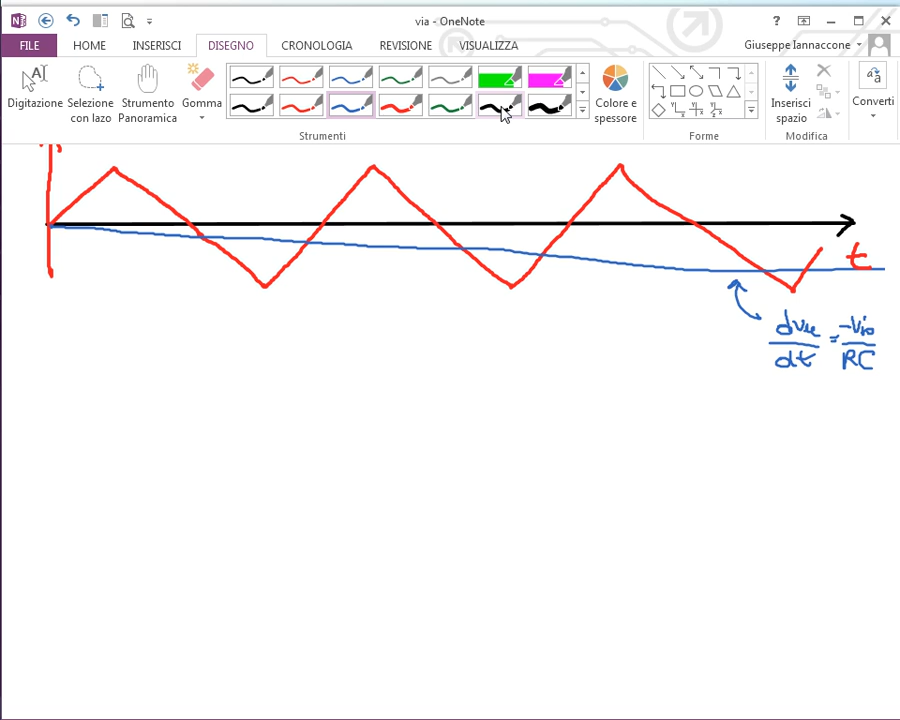 via - OneNote
FILE HOME INSERISCI DISEGNO CRONOLOGIA REVISIONE VISUALIZZA
Giuseppe Iannaccone
Digitazione
Selezione con lazo
Strumento Panoramica
Gomma
Colore e spessore
Inserisci spazio
Converti
Strumenti
Forme
Modifica
t
dvu/dt = -Vio/RC